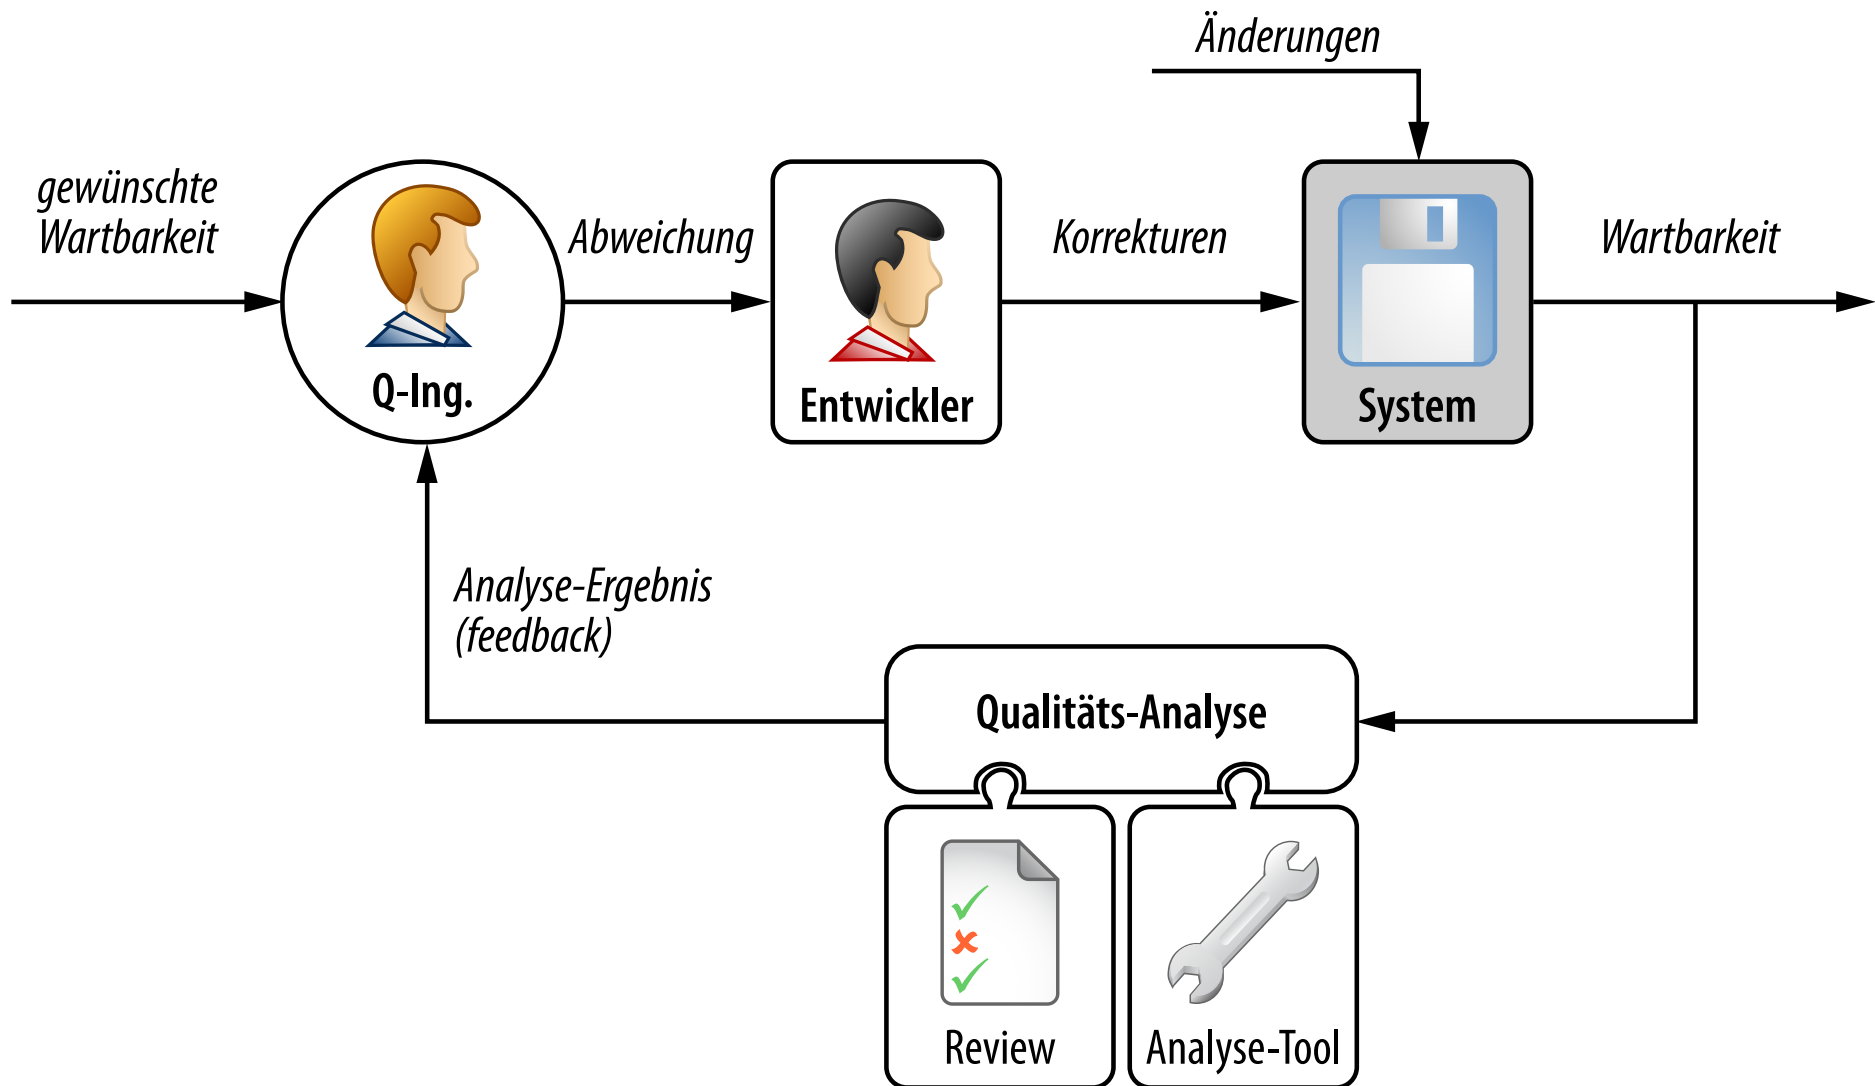 Änderungen
gewünschte
Wartbarkeit
Abweichung
Korrekturen
Wartbarkeit
Q-Ing.
Entwickler
System
Analyse-Ergebnis
(feedback)
Qualitäts-Analyse
Review
Analyse-Tool